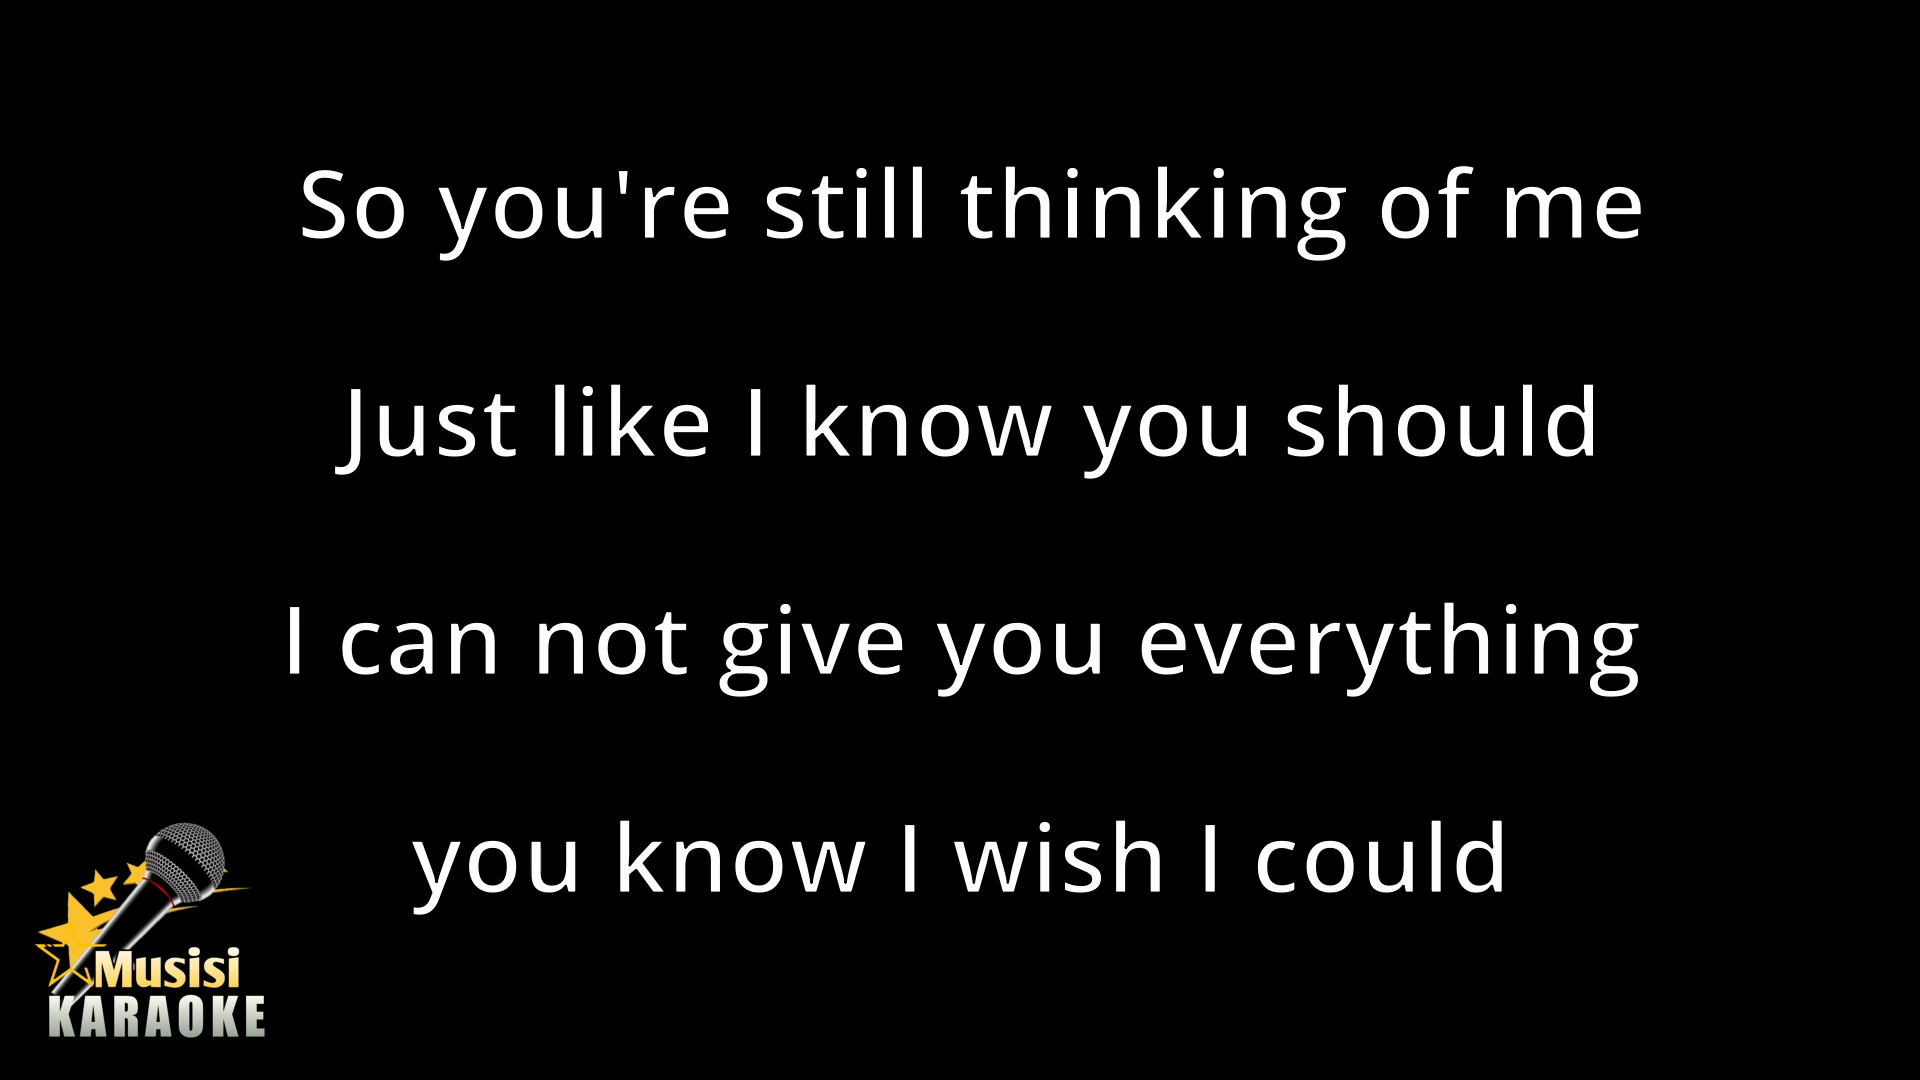 So you're still thinking of me
Just like I know you should
I can not give you everything
you know I wish I could
Musisi
KARAOKE